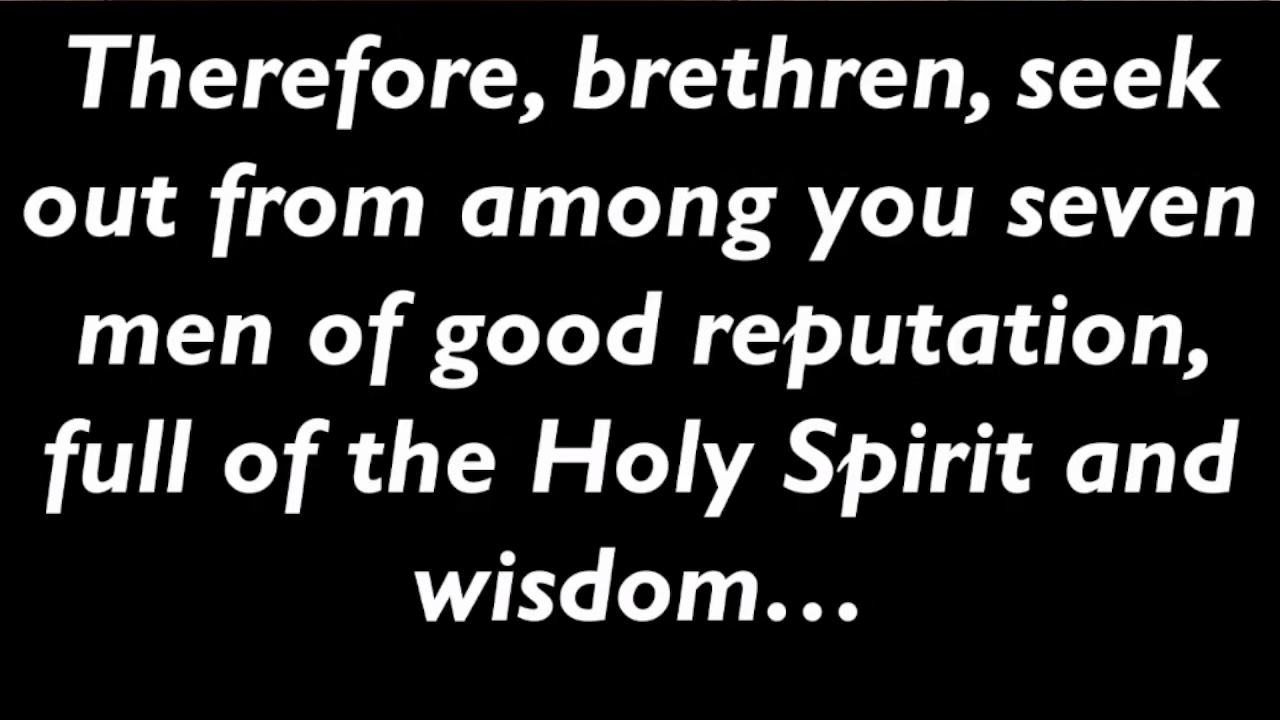 Therefore, brethren, seek
out from among you seven
men of good reputation,
full of the Holy Spirit and
wisdom…